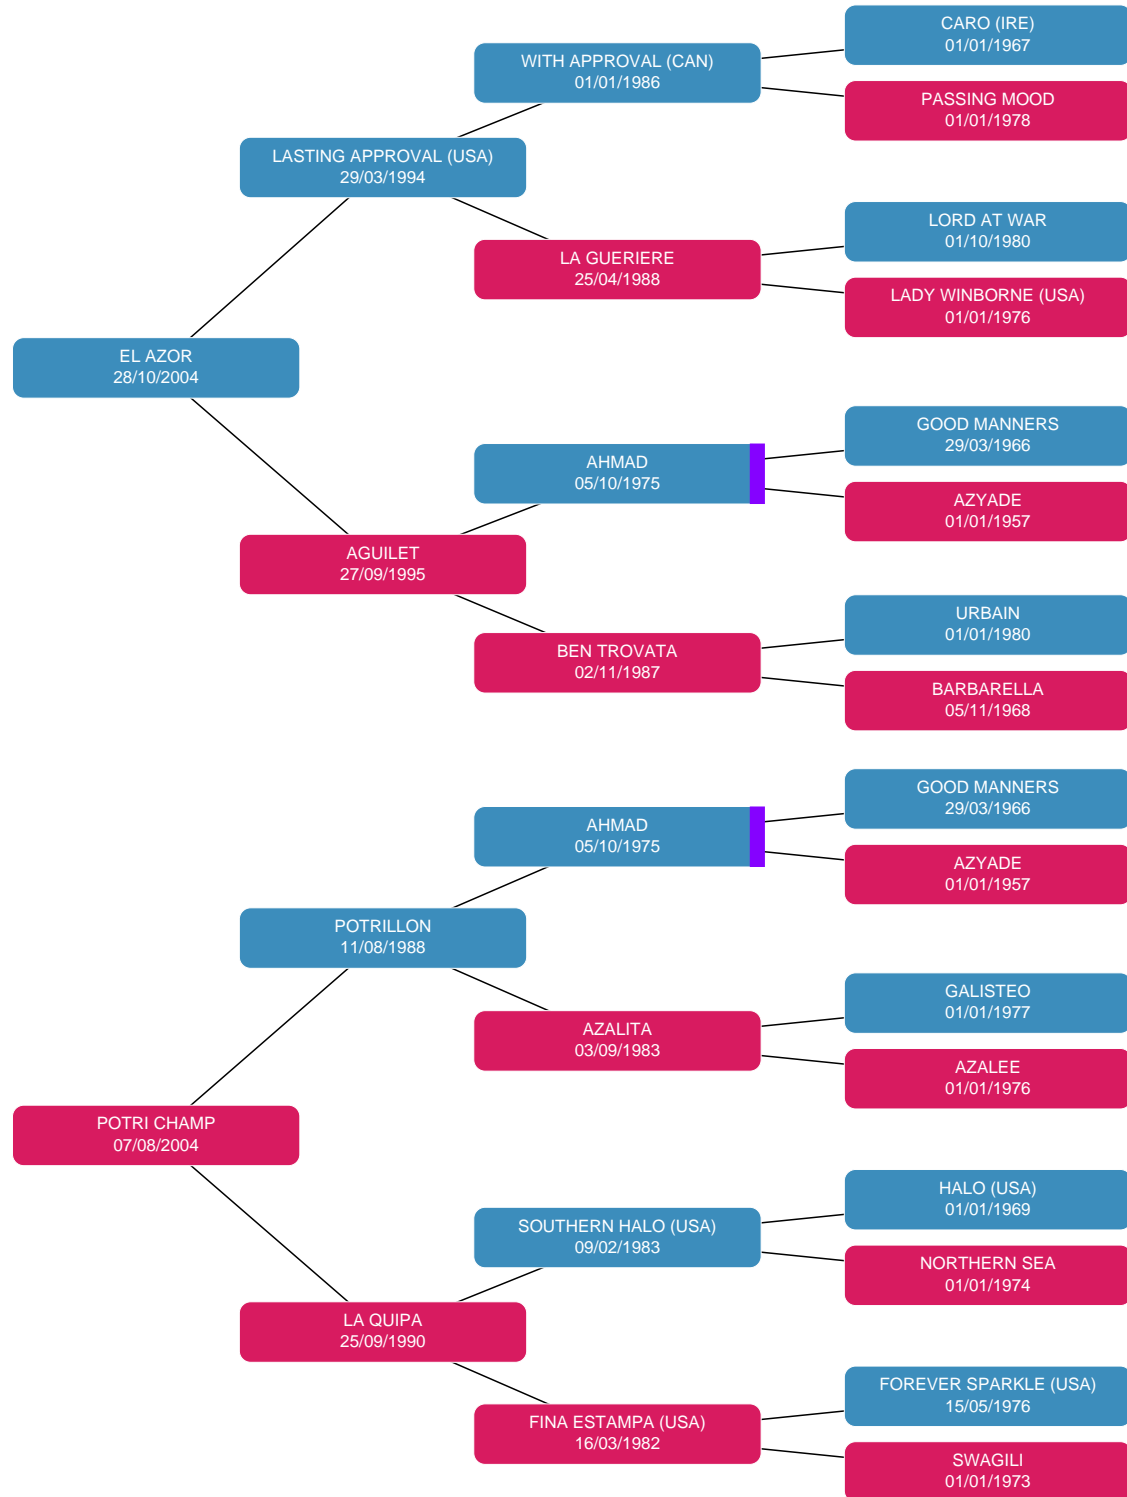 CARO (IRE)
01/01/1967
WITH APPROVAL (CAN)
01/01/1986
PASSING MOOD
01/01/1978
LASTING APPROVAL (USA)
29/03/1994
LORD AT WAR
01/10/1980
LA GUERIERE
25/04/1988
LADY WINBORNE (USA)
01/01/1976
EL AZOR
28/10/2004
GOOD MANNERS
29/03/1966
AHMAD
05/10/1975
AZYADE
01/01/1957
AGUILET
27/09/1995
URBAIN
01/01/1980
BEN TROVATA
02/11/1987
BARBARELLA
05/11/1968
GOOD MANNERS
29/03/1966
AHMAD
05/10/1975
AZYADE
01/01/1957
POTRILLON
11/08/1988
GALISTEO
01/01/1977
AZALITA
03/09/1983
AZALEE
01/01/1976
POTRI CHAMP
07/08/2004
HALO (USA)
01/01/1969
SOUTHERN HALO (USA)
09/02/1983
NORTHERN SEA
01/01/1974
LA QUIPA
25/09/1990
FOREVER SPARKLE (USA)
15/05/1976
FINA ESTAMPA (USA)
16/03/1982
SWAGILI
01/01/1973